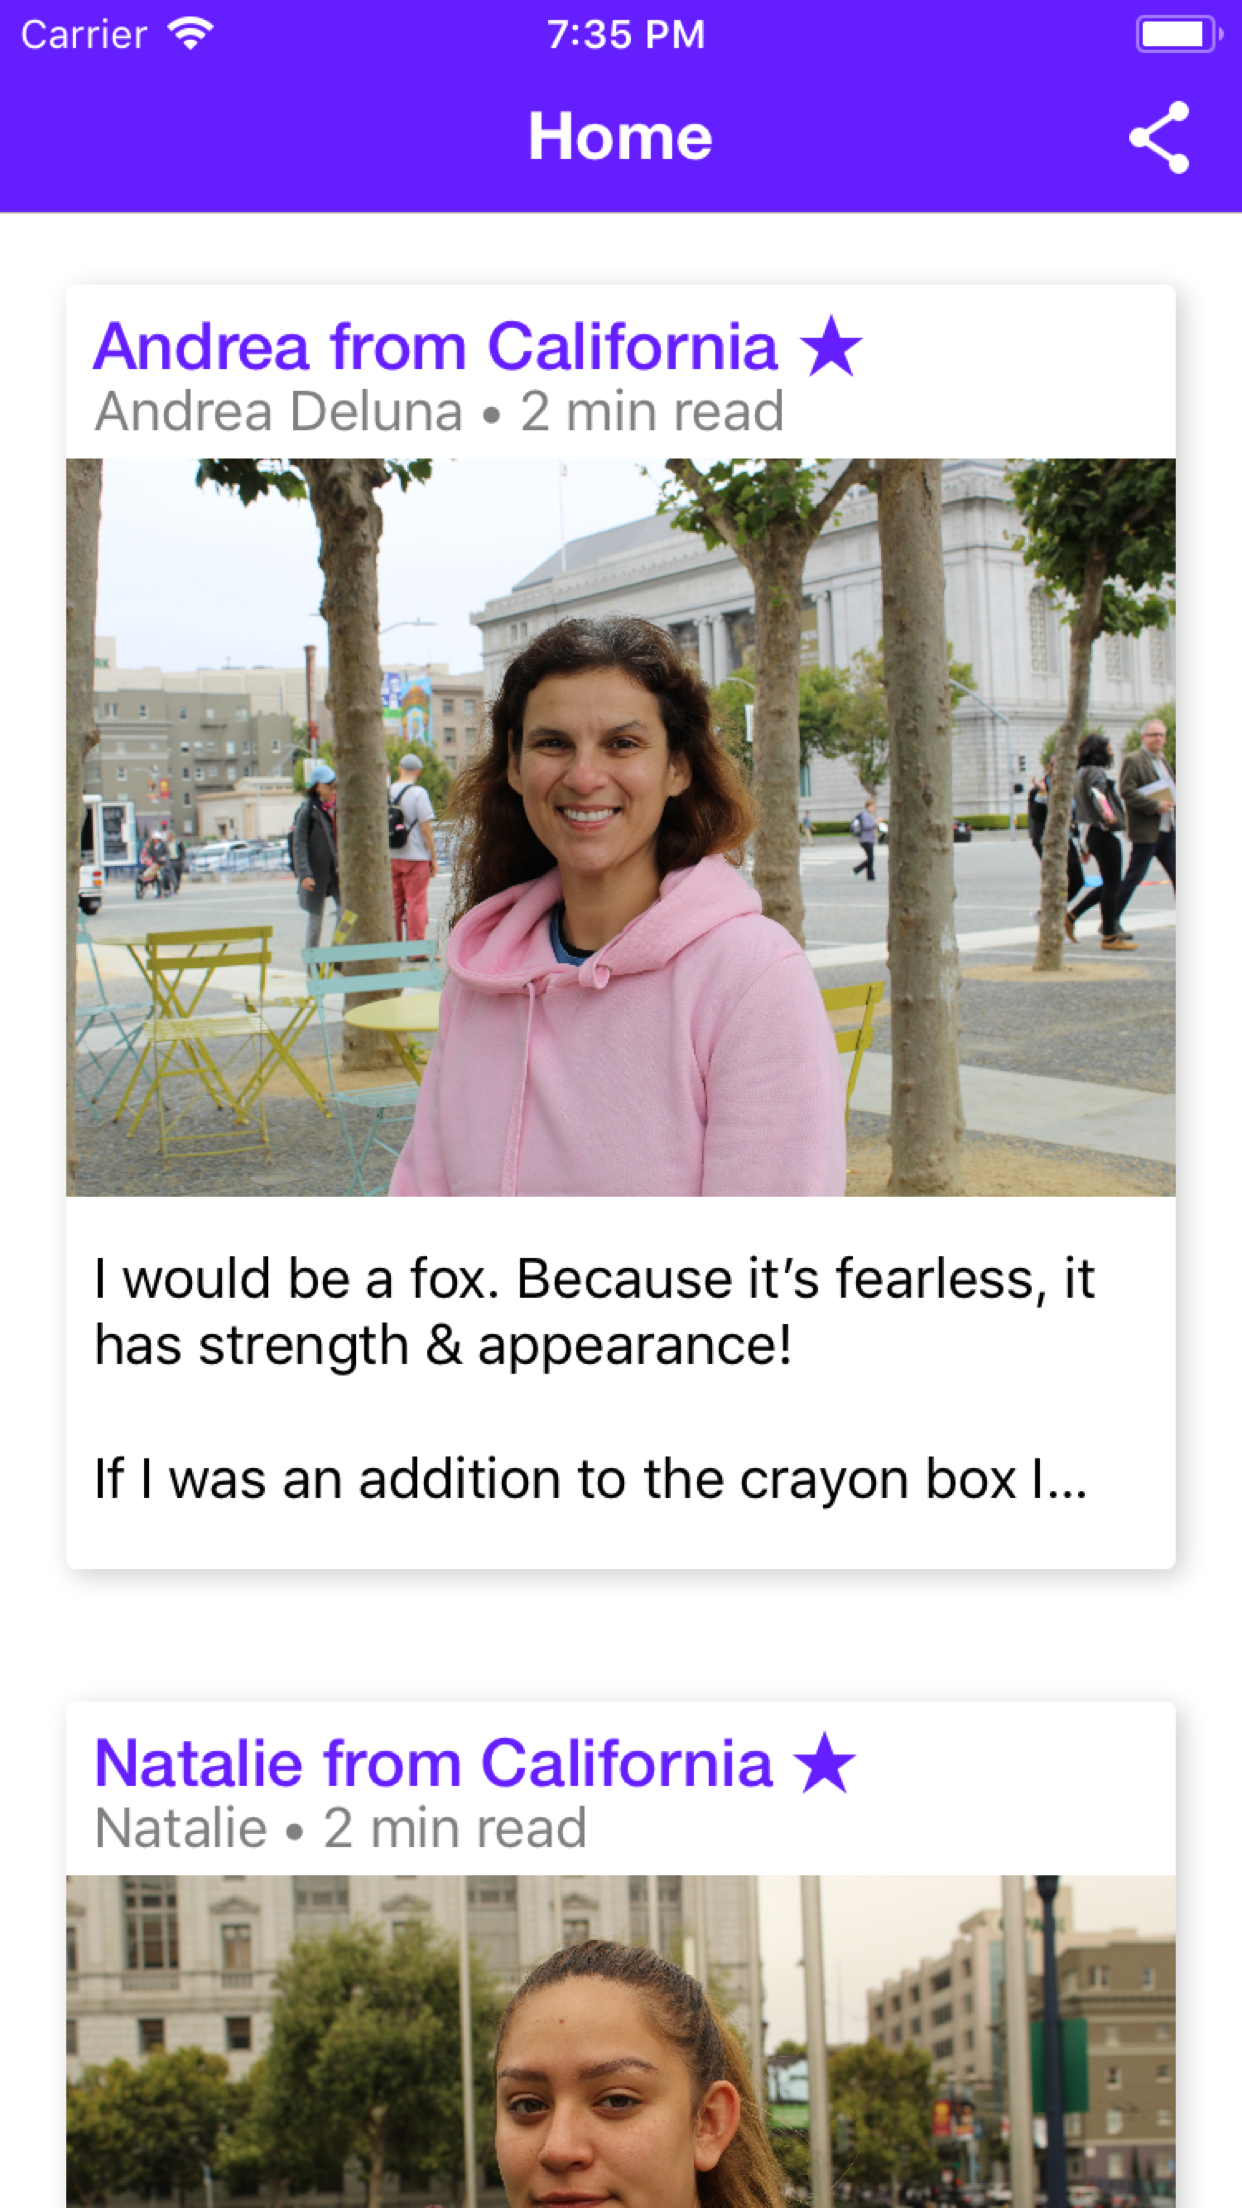 Carrier
7:35 PM
Home
Andrea from California ★
Andrea Deluna • 2 min read
I would be a fox. Because it’s fearless, it
has strength & appearance!
If I was an addition to the crayon box I...
Natalie from California ★
Natalie • 2 min read